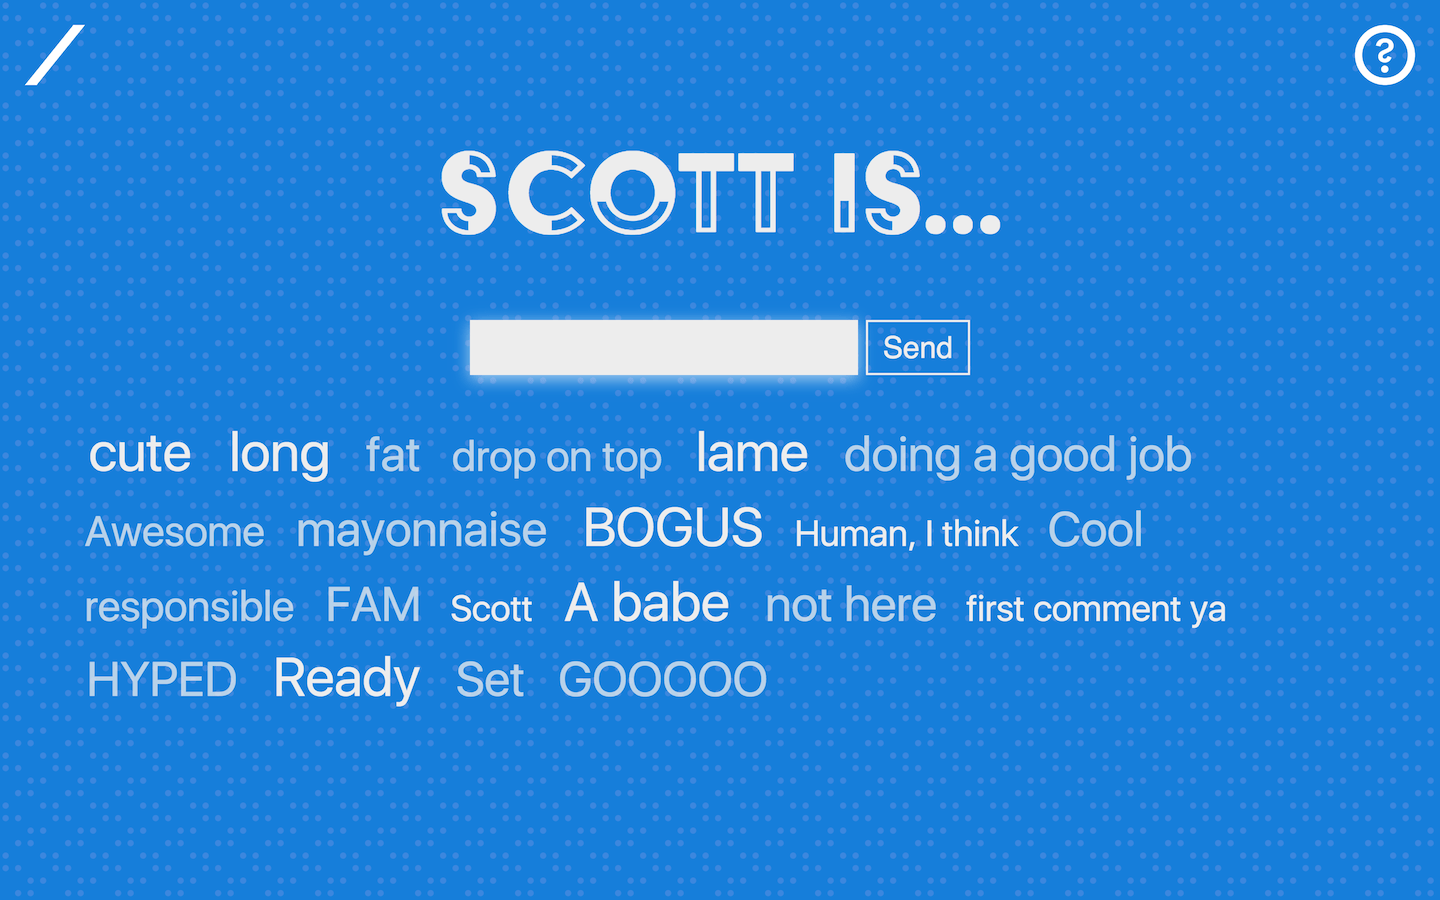 SCOTT IS...
Send
cute long fat drop on top lame doing a good job
Awesome mayonnaise BOGUS Human, I think Cool
responsible FAM Scott A babe not here first comment ya
HYPED Ready Set GOOOOO